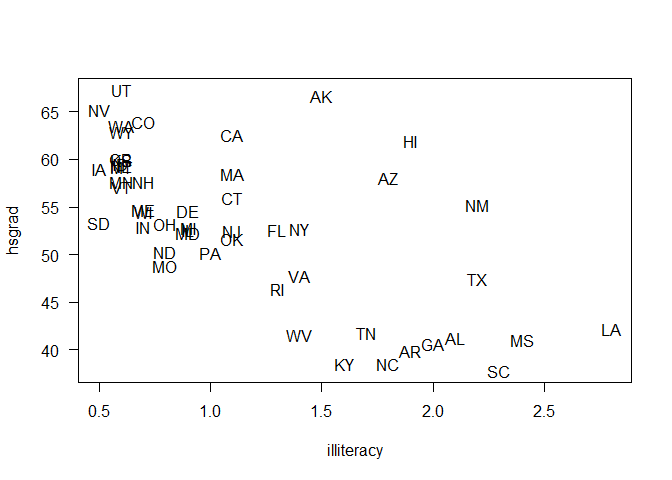 UT
AK
NV
CO
WA
WY
CA
HI
IA
MA
AZ
MN
NH
VT
CT
NM
ME
DE
SD
OH
IN
FL
NY
NJ
MD
OK
ND
PA
MO
VA
TX
RI
LA
WV
TN
AL
MS
GA
AR
KY
NC
SC
65
60
55
50
45
40
hsgrad
0.5 1.0 1.5 2.0 2.5
illiteracy